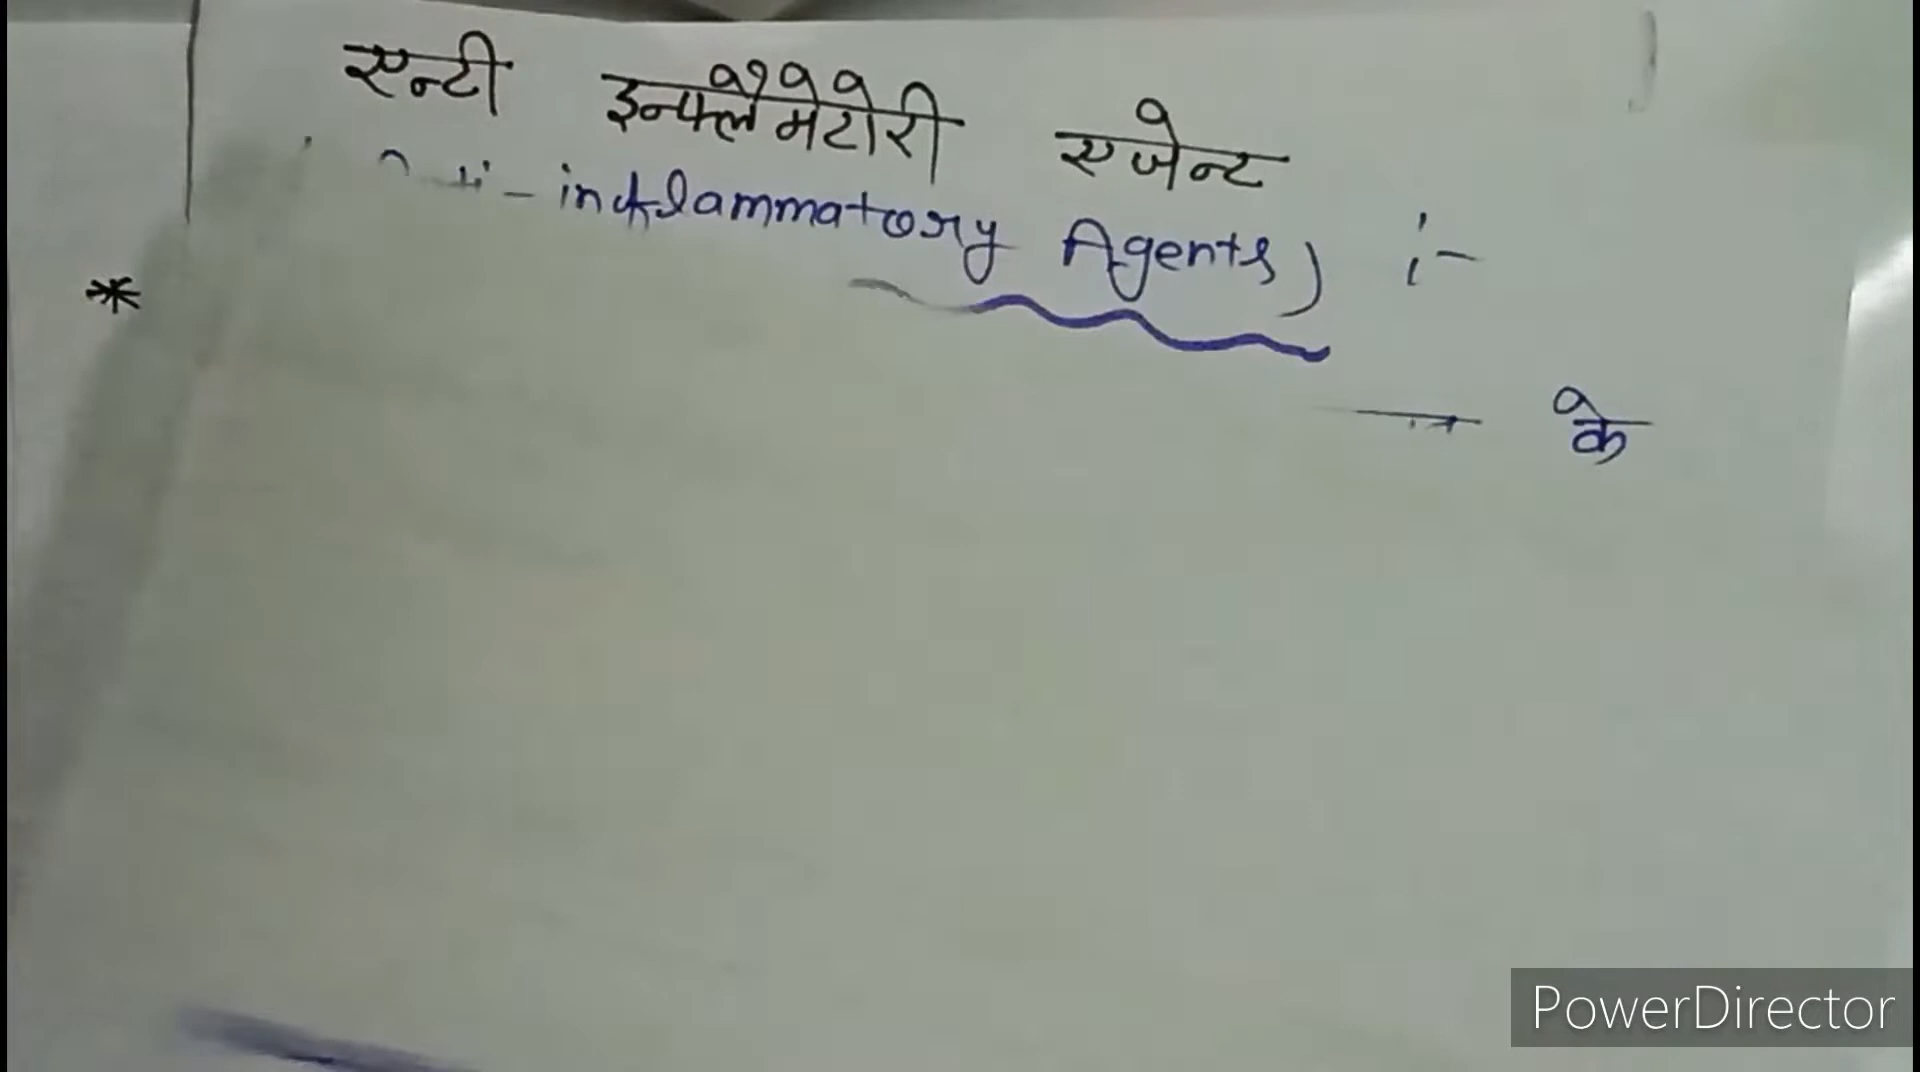 एन्टी इन्फ्लैमेटोरी एजेन्ट
-inflammatory Agents) :-
*
के
PowerDirector